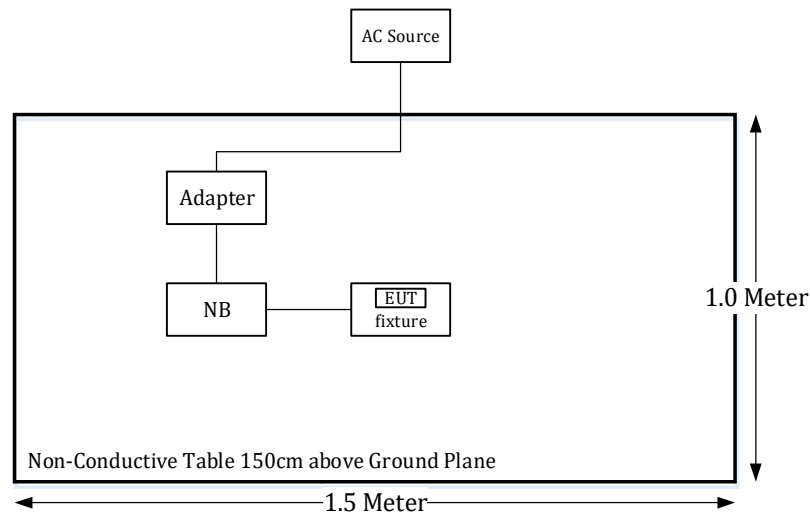 AC Source
Adapter
NB
EUT
fixture
1.0 Meter
Non-Conductive Table 150cm above Ground Plane
1.5 Meter